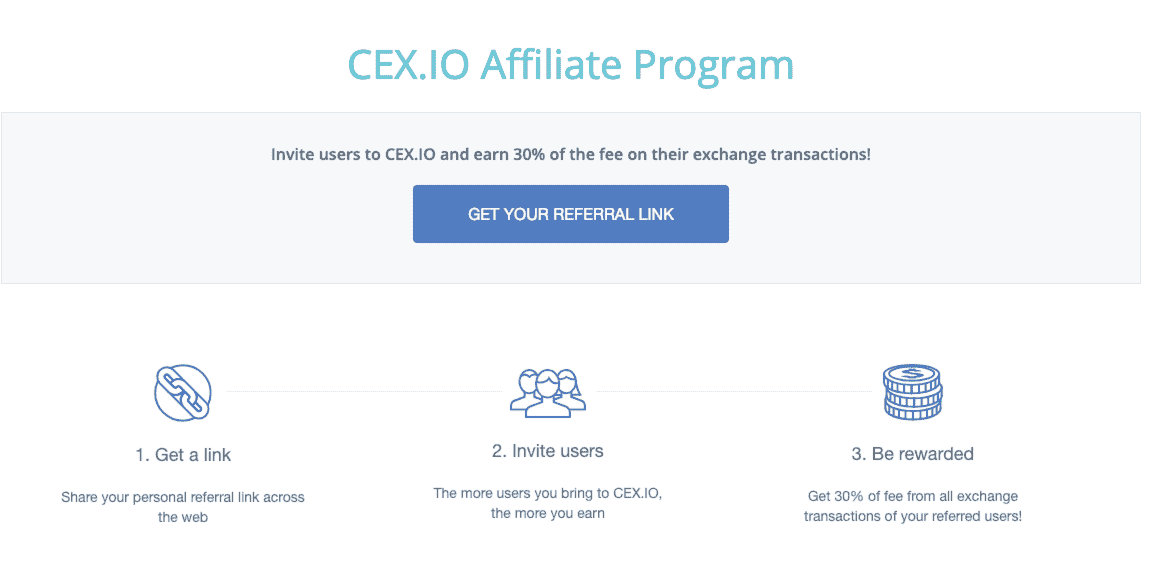 CEX.IO Affiliate Program
Invite users to CEX.IO and earn 30% of the fee on their exchange transactions!
GET YOUR REFERRAL LINK
1. Get a link
Share your personal referral link across
the web
2. Invite users
The more users you bring to CEX.IO,
the more you earn
$
3. Be rewarded
Get 30% of fee from all exchange
transactions of your referred users!